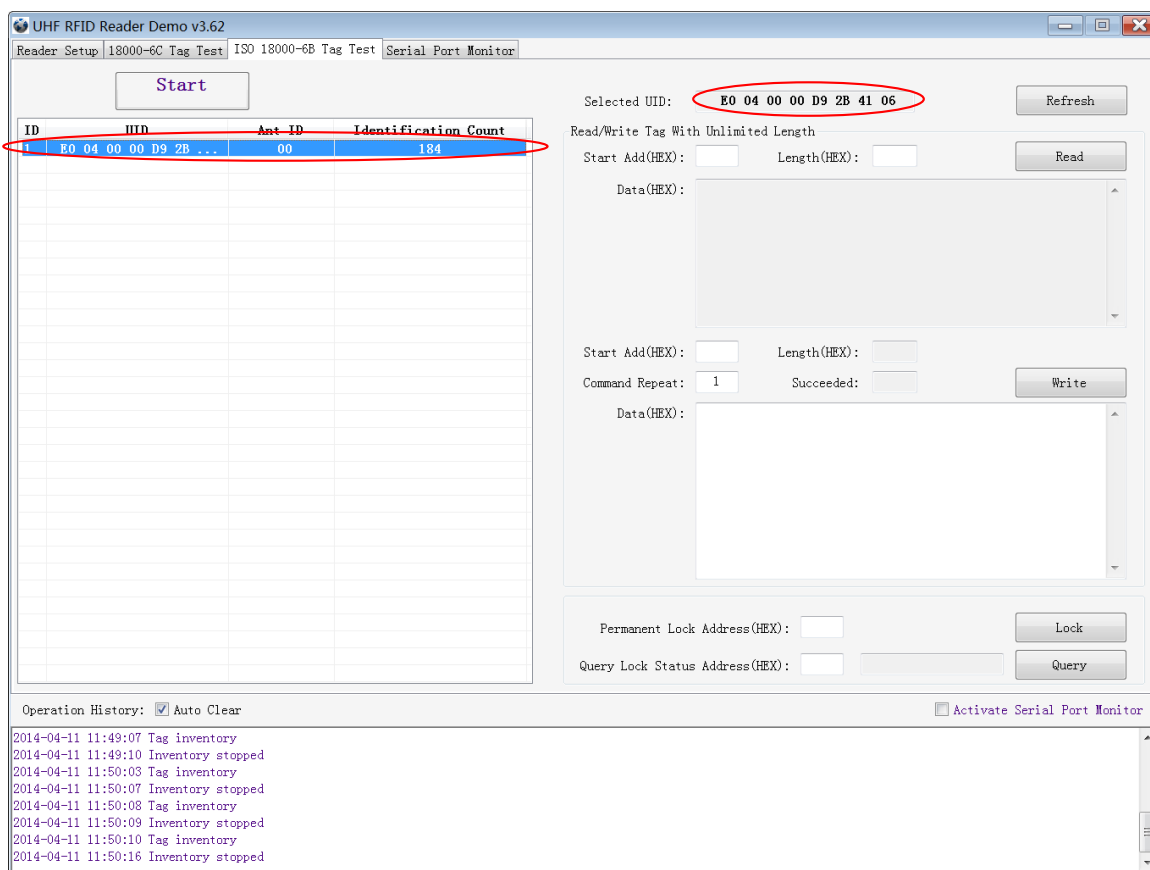 UHF RFID Reader Demo v3.62
Reader Setup 18000-6C Tag Test ISO 18000-6B Tag Test Serial Port Monitor
Start
ID UID Ant ID Identification Count
1 E0 04 00 00 D9 2B ... 00 184
Selected UID: E0 04 00 00 D9 2B 41 06 Refresh
Read/Write Tag With Unlimited Length
Start Add(HEX): Length(HEX): Read
Data(HEX):
Start Add(HEX): Length(HEX):
Command Repeat: 1 Succeeded: Write
Data(HEX):
Permanent Lock Address(HEX): Lock
Query Lock Status Address(HEX): Query
Operation History: Auto Clear Activate Serial Port Monitor
2014-04-11 11:49:07 Tag inventory
2014-04-11 11:49:10 Inventory stopped
2014-04-11 11:50:03 Tag inventory
2014-04-11 11:50:07 Inventory stopped
2014-04-11 11:50:08 Tag inventory
2014-04-11 11:50:09 Inventory stopped
2014-04-11 11:50:10 Tag inventory
2014-04-11 11:50:16 Inventory stopped